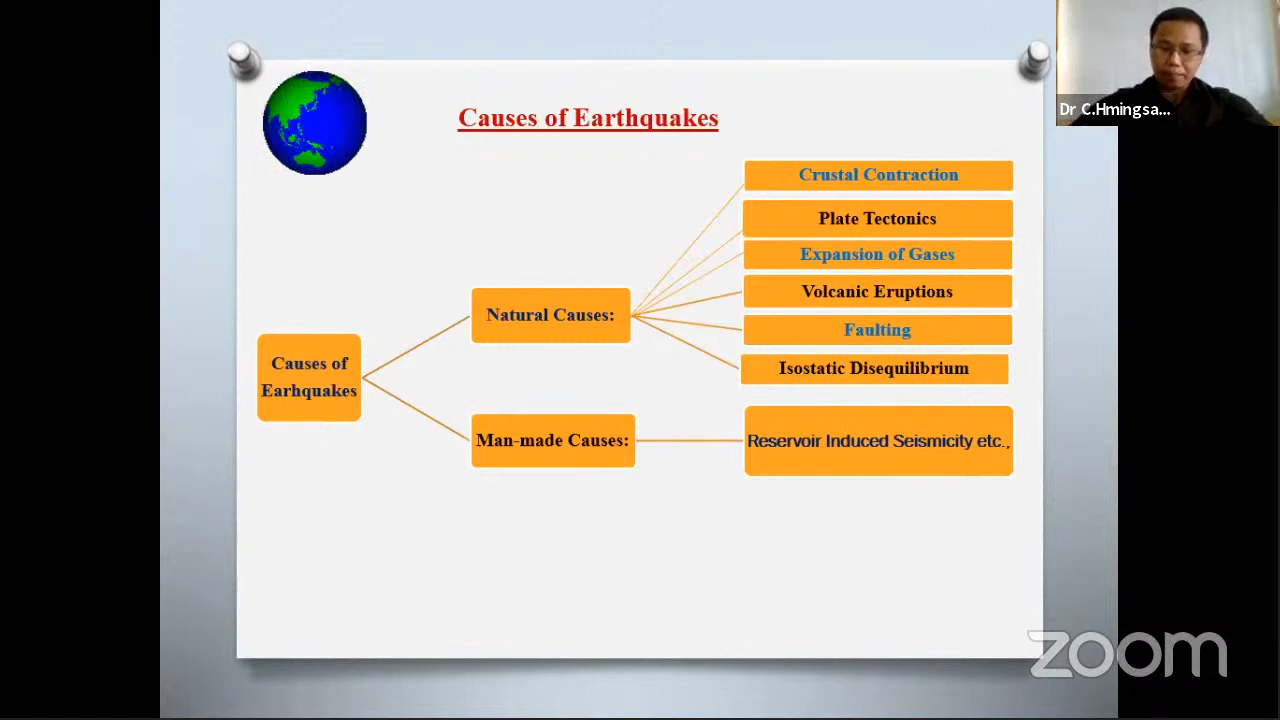 Causes of Earthquakes
Dr C.Hmingsa...
Crustal Contraction
Plate Tectonics
Expansion of Gases
Volcanic Eruptions
Natural Causes:
Faulting
Causes of
Earhquakes
Isostatic Disequilibrium
Man-made Causes:
Reservoir Induced Seismicity etc.,
zoom